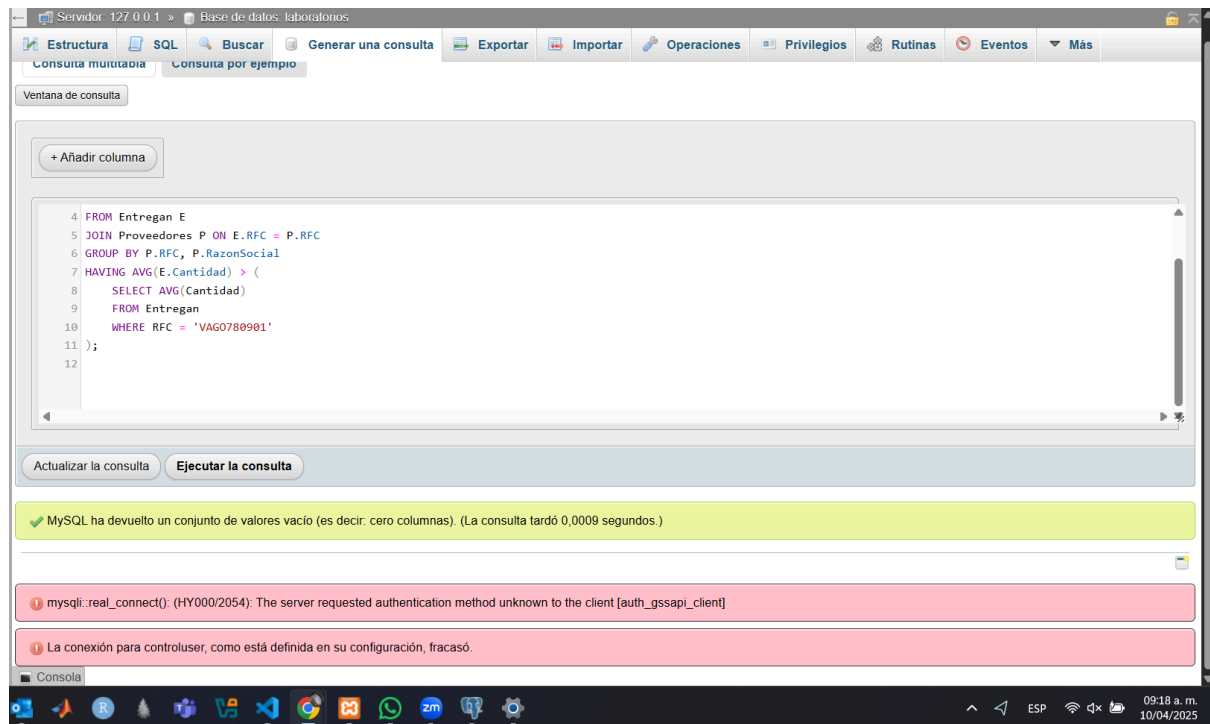 Servidor: 127.0.0.1 » Base de datos: laboratorios
Estructura SQL Buscar Generar una consulta Exportar Importar Operaciones Privilegios Rutinas Eventos Más
Consulta multitabla Consulta por ejemplo
Ventana de consulta
+ Añadir columna
4 FROM Entregan E
5 JOIN Proveedores P ON E.RFC = P.RFC
6 GROUP BY P.RFC, P.RazonSocial
7 HAVING AVG(E.Cantidad) > (
8 SELECT AVG(Cantidad)
9 FROM Entregan
10 WHERE RFC = 'VAGO780901'
11 );
12
Actualizar la consulta Ejecutar la consulta
MySQL ha devuelto un conjunto de valores vacío (es decir: cero columnas). (La consulta tardó 0,0009 segundos.)
mysqli::real_connect(): (HY000/2054): The server requested authentication method unknown to the client [auth_gssapi_client]
La conexión para controluser, como está definida en su configuración, fracasó.
Consola
R zm ESP 09:18 a. m.
10/04/2025